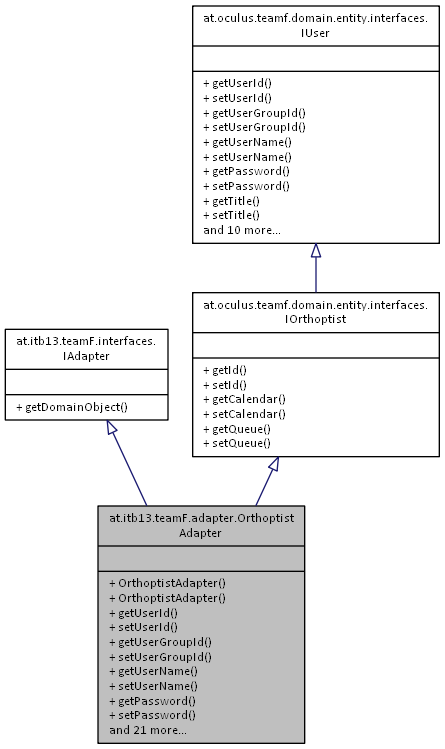 at.oculus.teamf.domain.entity.interfaces.
IUser
+ getUserId()
+ setUserId()
+ getUserGroupId()
+ setUserGroupId()
+ getUserName()
+ setUserName()
+ getPassword()
+ setPassword()
+ getTitle()
+ setTitle()
and 10 more...
at.oculus.teamf.domain.entity.interfaces.
IOrthoptist
+ getId()
+ setId()
+ getCalendar()
+ setCalendar()
+ getQueue()
+ setQueue()
at.itb13.teamF.interfaces.
IAdapter
+ getDomainObject()
at.itb13.teamF.adapter.Orthoptist
Adapter
+ OrthoptistAdapter()
+ OrthoptistAdapter()
+ getUserId()
+ setUserId()
+ getUserGroupId()
+ setUserGroupId()
+ getUserName()
+ setUserName()
+ getPassword()
+ setPassword()
and 21 more...